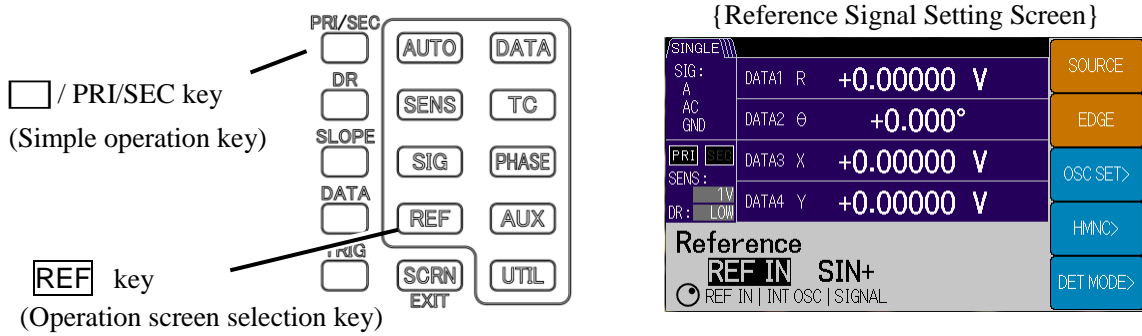 {Reference Signal Setting Screen}
PRI/SEC
AUTO DATA
/ PRI/SEC key
(Simple operation key)
DR
SENS TC
SLOPE
SIG PHASE
DATA
REF AUX
TRIG
SCRN UTIL
EXIT
REF key
(Operation screen selection key)
SINGLE
SIG:
A
AC
GND
DATA1 R +0.00000 V
DATA2 θ +0.000°
PRI SEC
DATA3 X +0.00000 V
SENS:
1V
DR: LOW
DATA4 Y +0.00000 V
Reference
REF IN SIN+
REF IN | INT OSC | SIGNAL
SOURCE
EDGE
OSC SET>
HMNC>
DET MODE>